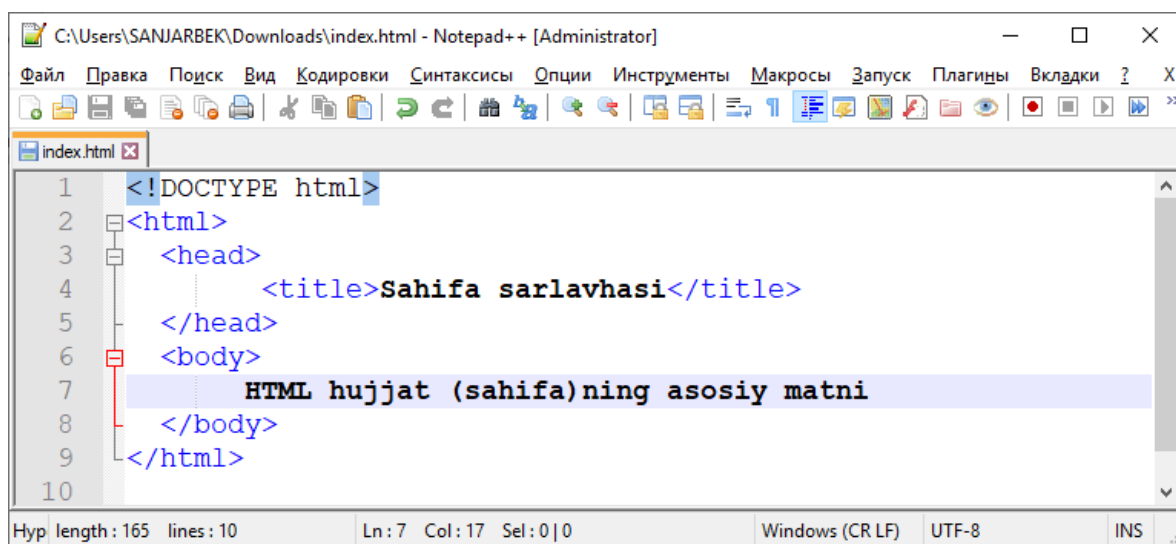 C:\Users\SANJARBEK\Downloads\index.html - Notepad++ [Administrator]
Файл Правка Поиск Вид Кодировки Синтаксисы Опции Инструменты Макросы Запуск Плагины Вкладки ? X
index.html
1 <!DOCTYPE html>
2 <html>
3 <head>
4 <title>Sahifa sarlavhasi</title>
5 </head>
6 <body>
7 HTML hujjat (sahifa)ning asosiy matni
8 </body>
9 </html>
10
Hyp length : 165 lines : 10 Ln : 7 Col : 17 Sel : 0 | 0 Windows (CR LF) UTF-8 INS